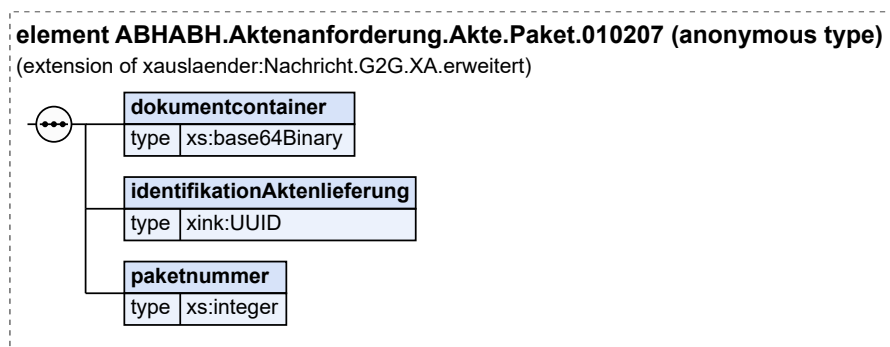 element ABHABH.Aktenanforderung.Akte.Paket.010207 (anonymous type)
(extension of xauslaender:Nachricht.G2G.XA.erweitert)
dokumentcontainer
type xs:base64Binary
identifikationAktenlieferung
type xink:UUID
paketnummer
type xs:integer